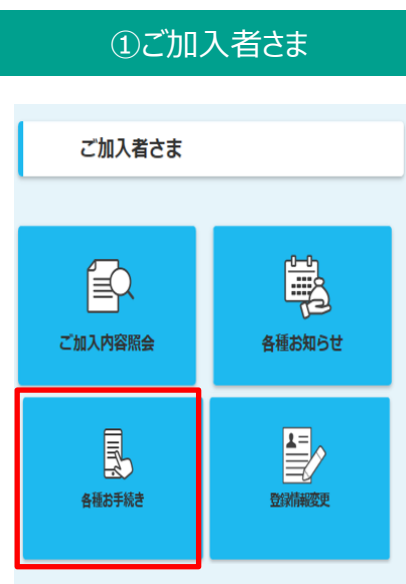 ①ご加入者さま
ご加入者さま
ご加入内容照会
各種お知らせ
各種お手続き
登録情報変更